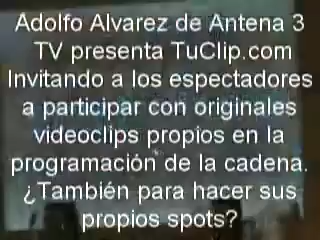 Adolfo Alvarez de Antena 3
TV presenta TuClip.com
Invitando a los espectadores
a participar con originales
videoclips propios en la
programación de la cadena.
¿También para hacer sus
propios spots?